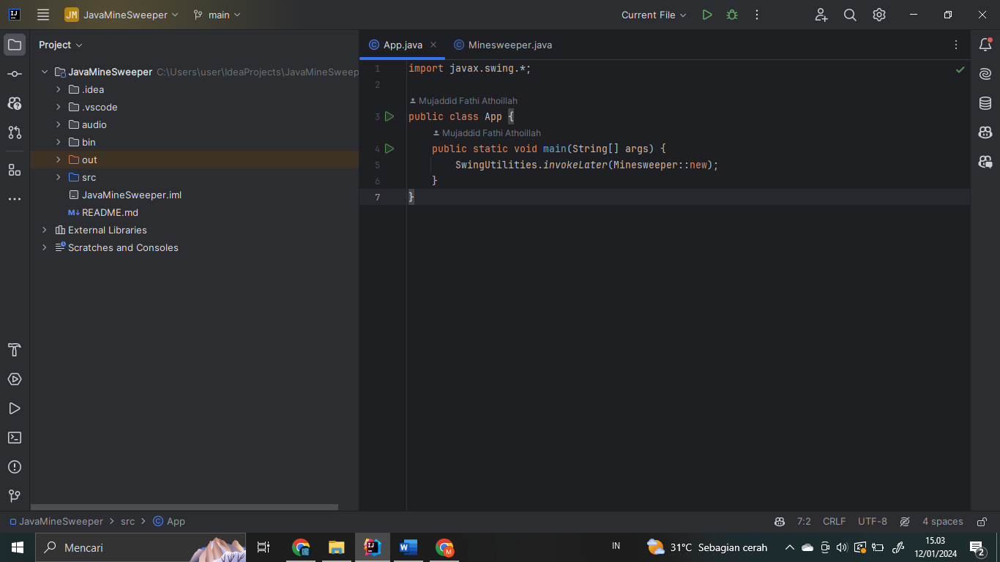 JM JavaMineSweeper main Current File
Project
App.java Minesweeper.java
JavaMineSweeper C:\Users\user\IdeaProjects\JavaMineSweep
.idea
.vscode
audio
bin
out
src
JavaMineSweeper.iml
M↓ README.md
External Libraries
Scratches and Consoles
1 import javax.swing.*;
2
Mujaddid Fathi Athoillah
3 public class App {
Mujaddid Fathi Athoillah
4 public static void main(String[] args) {
5 SwingUtilities.invokeLater(Minesweeper::new);
6 }
7 }
JavaMineSweeper > src > App 7:2 CRLF UTF-8 4 spaces
Mencari IN 31°C Sebagian cerah 15.03
12/01/2024 2